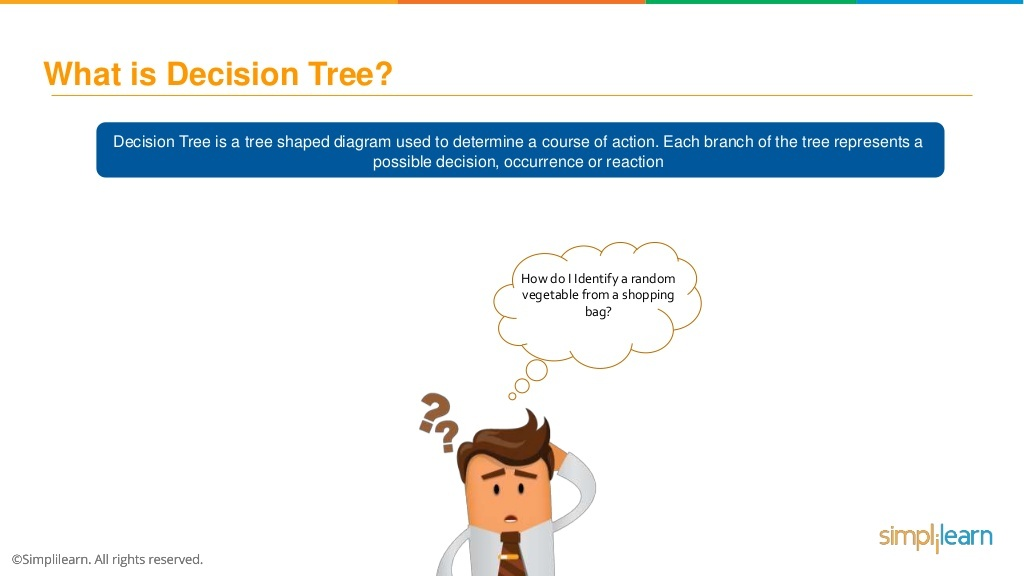 What is Decision Tree?
Decision Tree is a tree shaped diagram used to determine a course of action. Each branch of the tree represents a
possible decision, occurrence or reaction
How do I Identify a random
vegetable from a shopping
bag?
??
simplilearn
©Simplilearn. All rights reserved.